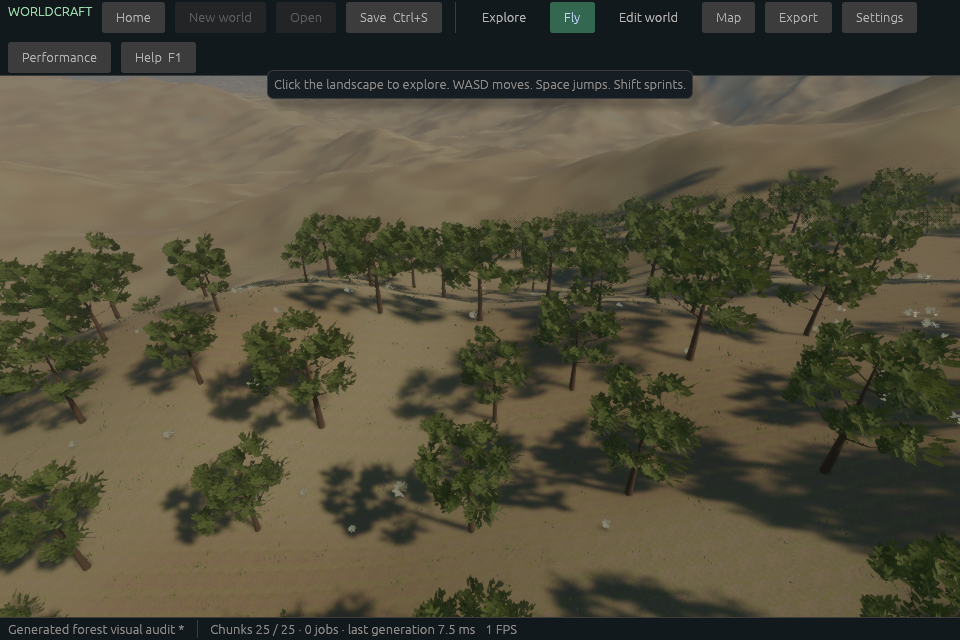 WORLDCRAFT Home New world Open Save Ctrl+S Explore Fly Edit world Map Export Settings
Performance Help F1
Click the landscape to explore. WASD moves. Space jumps. Shift sprints.
Generated forest visual audit * Chunks 25 / 25 · 0 jobs · last generation 7.5 ms 1 FPS